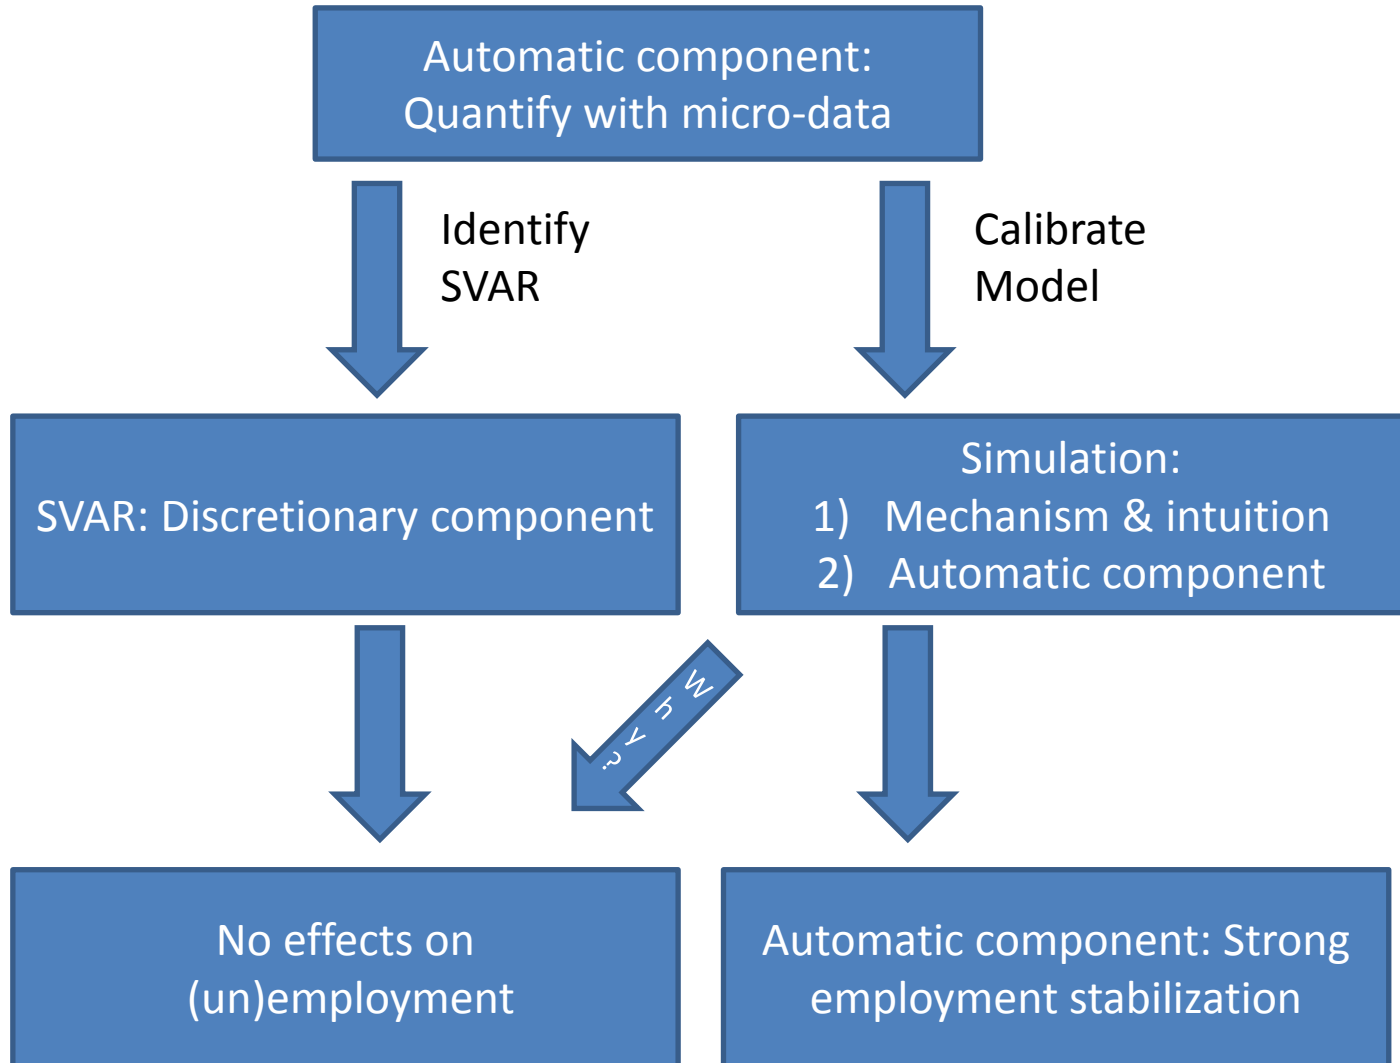 Automatic component:
Quantify with micro-data
Identify
SVAR
Calibrate
Model
SVAR: Discretionary component
Simulation:
1) Mechanism & intuition
2) Automatic component
Why?
No effects on
(un)employment
Automatic component: Strong
employment stabilization